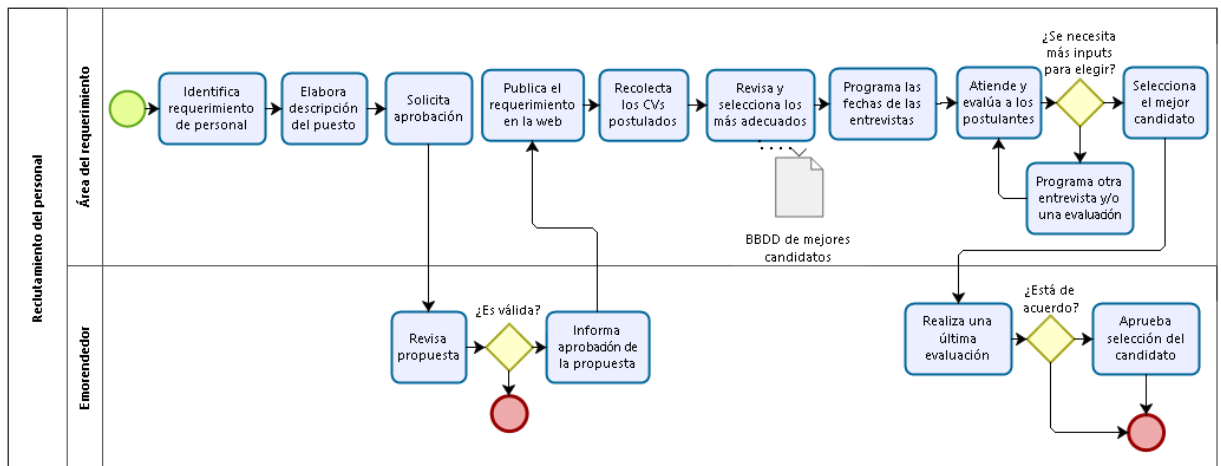 Reclutamiento del personal
Área del requerimiento
Identifica
requerimiento
de personal
Elabora
descripción
del puesto
Solicita
aprobación
Publica el
requerimiento
en la web
Recolecta
los CVs
postulados
Revisa y
selecciona los
más adecuados
BBDD de mejores
candidatos
Programa las
fechas de las
entrevistas
Atiende y
evalúa a los
postulantes
¿Se necesita
más inputs
para elegir?
Programa otra
entrevista y/o
una evaluación
Selecciona
el mejor
candidato
Emorendedor
Revisa
propuesta
¿Es válida?
Informa
aprobación de
la propuesta
Realiza una
última
evaluación
¿Está de
acuerdo?
Aprueba
selección del
candidato